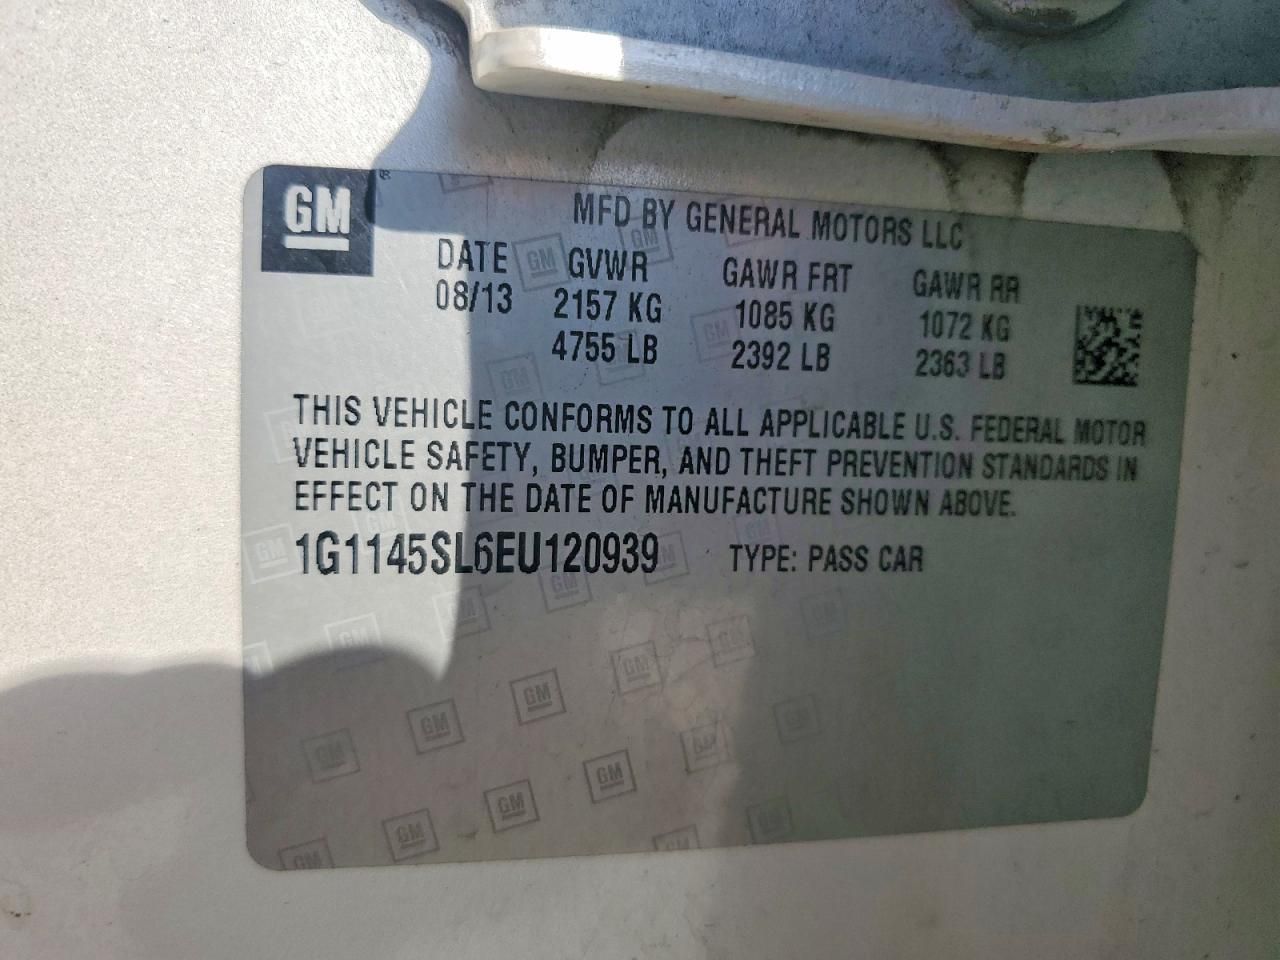 GM
MFD BY GENERAL MOTORS LLC
DATE GVWR GAWR FRT GAWR RR
08/13 2157 KG 1085 KG 1072 KG
4755 LB 2392 LB 2363 LB
THIS VEHICLE CONFORMS TO ALL APPLICABLE U.S. FEDERAL MOTOR
VEHICLE SAFETY, BUMPER, AND THEFT PREVENTION STANDARDS IN
EFFECT ON THE DATE OF MANUFACTURE SHOWN ABOVE.
1G1145SL6EU120939 TYPE: PASS CAR